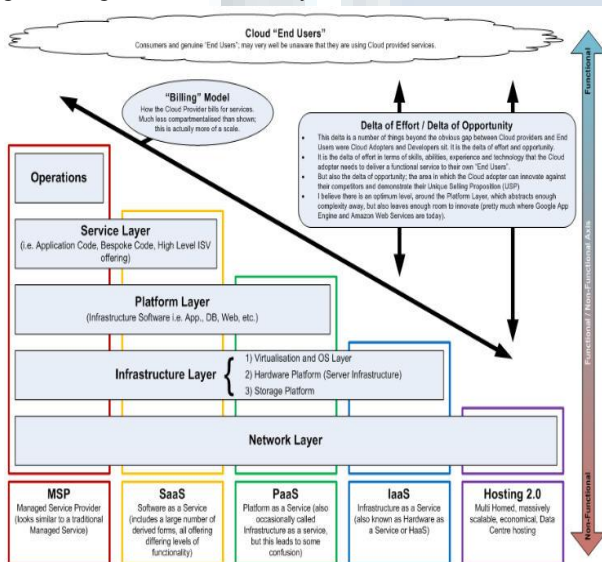 Cloud "End Users"
Consumers and genuine "End Users"; may very well be unaware that they are using Cloud provided services.
"Billing" Model
How the Cloud Provider bills for services.
Much less compartmentalised than shown;
this is actually more of a scale.
Delta of Effort / Delta of Opportunity
• This delta is a number of things beyond the obvious gap between Cloud providers and End
Users were Cloud Adopters and Developers sit. It is the delta of effort and opportunity.
• It is the delta of effort in terms of skills, abilities, experience and technology that the Cloud
adopter needs to deliver a functional service to their own "End Users".
• But also the delta of opportunity; the area in which the Cloud adopter can innovate against
their competitors and demonstrate their Unique Selling Proposition (USP)
• I believe there is an optimum level, around the Platform Layer, which abstracts enough
complexity away, but also leaves enough room to innovate (pretty much where Google App
Engine and Amazon Web Services are today).
Operations
Service Layer
(i.e. Application Code, Bespoke Code, High Level ISV
offering)
Platform Layer
(Infrastructure Software i.e. App., DB, Web, etc.)
Infrastructure Layer
1) Virtualisation and OS Layer
2) Hardware Platform (Server Infrastructure)
3) Storage Platform
Network Layer
MSP
Managed Service Provider
(looks similar to a traditional
Managed Service)
SaaS
Software as a Service
(includes a large number of
derived forms, all offering
differing levels of
functionality)
PaaS
Platform as a Service (also
occasionally called
Infrastructure as a service,
but this leads to some
confusion)
IaaS
Infrastructure as a Service
(also known as Hardware as
a Service or HaaS)
Hosting 2.0
Multi Homed, massively
scalable, economical, Data
Centre hosting
Functional
Functional / Non-Functional Axis
Non-Functional